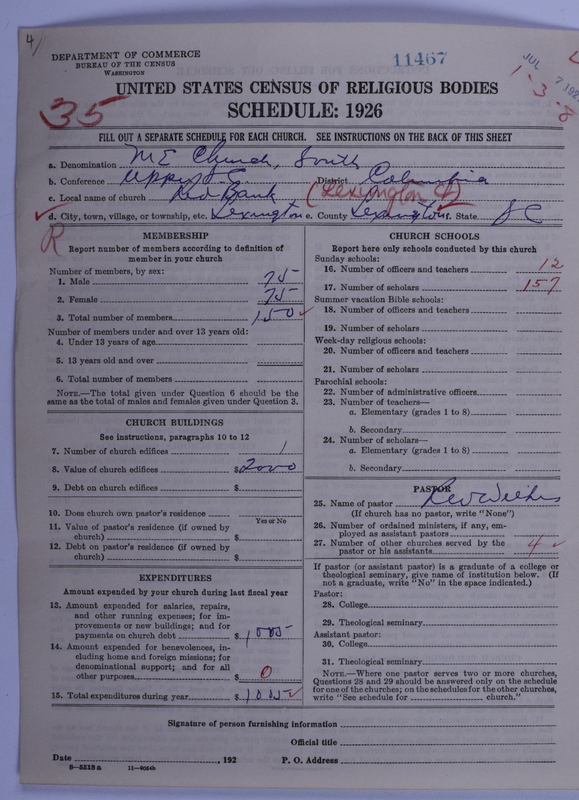 4
DEPARTMENT OF COMMERCE
BUREAU OF THE CENSUS
WASHINGTON
11467
JUL 7 192
1-3-8
UNITED STATES CENSUS OF RELIGIOUS BODIES
SCHEDULE: 1926
35
FILL OUT A SEPARATE SCHEDULE FOR EACH CHURCH. SEE INSTRUCTIONS ON THE BACK OF THIS SHEET
a. Denomination M E Church, South
b. Conference Upper S.C. District Columbia
c. Local name of church Red Bank (Lexington Ct)
d. City, town, village, or township, etc. Lexington e. County Lexington f. State S C
R
MEMBERSHIP
Report number of members according to definition of
member in your church
Number of members, by sex:
1. Male 75
2. Female 75
3. Total number of members 150
Number of members under and over 13 years old:
4. Under 13 years of age
5. 13 years old and over
6. Total number of members
NOTE.—The total given under Question 6 should be
same as the total of males and females given under Question 3.
CHURCH BUILDINGS
See instructions, paragraphs 10 to 12
7. Number of church edifices 1
8. Value of church edifices $2000
9. Debt on church edifices $
10. Does church own pastor's residence
Yes or No
11. Value of pastor's residence (if owned by
church) $
12. Debt on pastor's residence (if owned by
church) $
EXPENDITURES
Amount expended by your church during last fiscal year
13. Amount expended for salaries, repairs,
and other running expenses; for im-
provements or new buildings; and for
payments on church debt $1005
14. Amount expended for benevolences, in-
cluding home and foreign missions; for
denominational support; and for all
other purposes $ 0
15. Total expenditures during year $1005
CHURCH SCHOOLS
Report here only schools conducted by this church
Sunday schools:
16. Number of officers and teachers 12
17. Number of scholars 157
Summer vacation Bible schools:
18. Number of officers and teachers
19. Number of scholars
Week-day religious schools:
20. Number of officers and teachers
21. Number of scholars
Parochial schools:
22. Number of administrative officers
23. Number of teachers—
a. Elementary (grades 1 to 8)
b. Secondary
24. Number of scholars—
a. Elementary (grades 1 to 8)
b. Secondary
PASTOR
25. Name of pastor Rev Wilkes
(If church has no pastor, write "None")
26. Number of ordained ministers, if any, em-
ployed as assistant pastors
27. Number of other churches served by the
pastor or his assistants 4
If pastor (or assistant pastor) is a graduate of a college or
theological seminary, give name of institution below. (If
not a graduate, write "No" in the space indicated.)
Pastor:
28. College
29. Theological seminary
Assistant pastor:
30. College
31. Theological seminary
NOTE.—Where one pastor serves two or more churches,
Questions 28 and 29 should be answered only on the schedule
for one of the churches; on the schedules for the other churches,
write "See schedule for church."
Signature of person furnishing information
Official title
Date , 192 P. O. Address
8—5518a 11—9054b